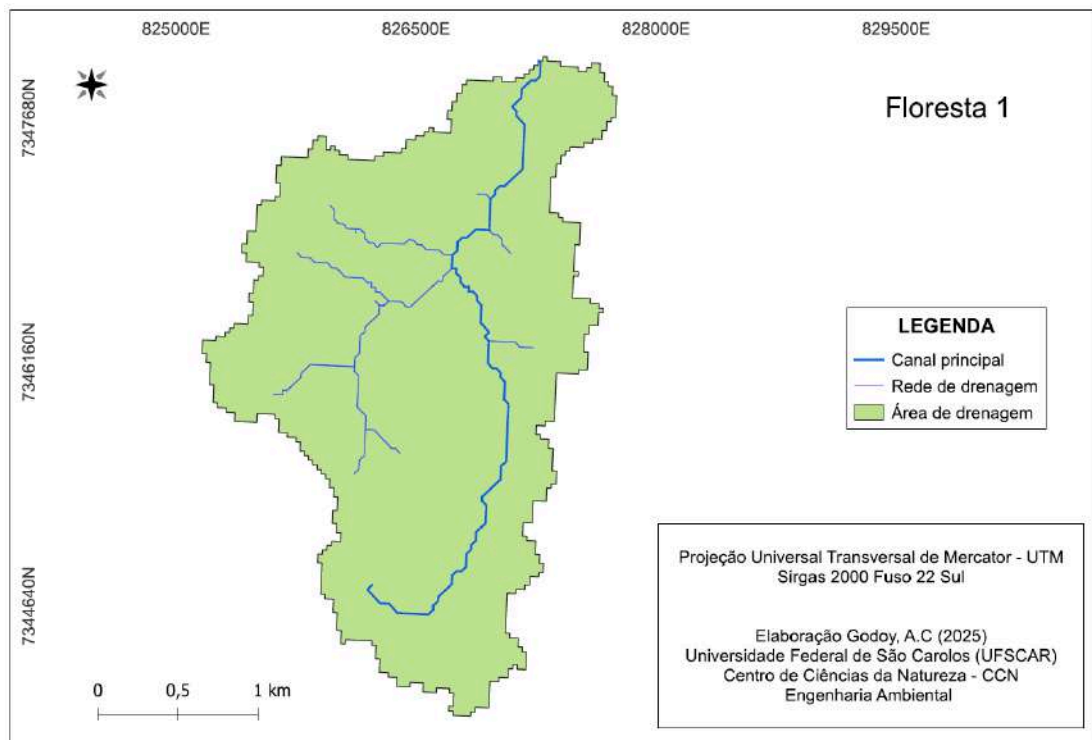 825000E 826500E 828000E 829500E
7347680N
Floresta 1
7346160N
LEGENDA
Canal principal
Rede de drenagem
Área de drenagem
7344640N
Projeção Universal Transversal de Mercator - UTM
Sirgas 2000 Fuso 22 Sul
Elaboração Godoy, A.C (2025)
Universidade Federal de São Carolos (UFSCAR)
Centro de Ciências da Natureza - CCN
Engenharia Ambiental
0 0,5 1 km